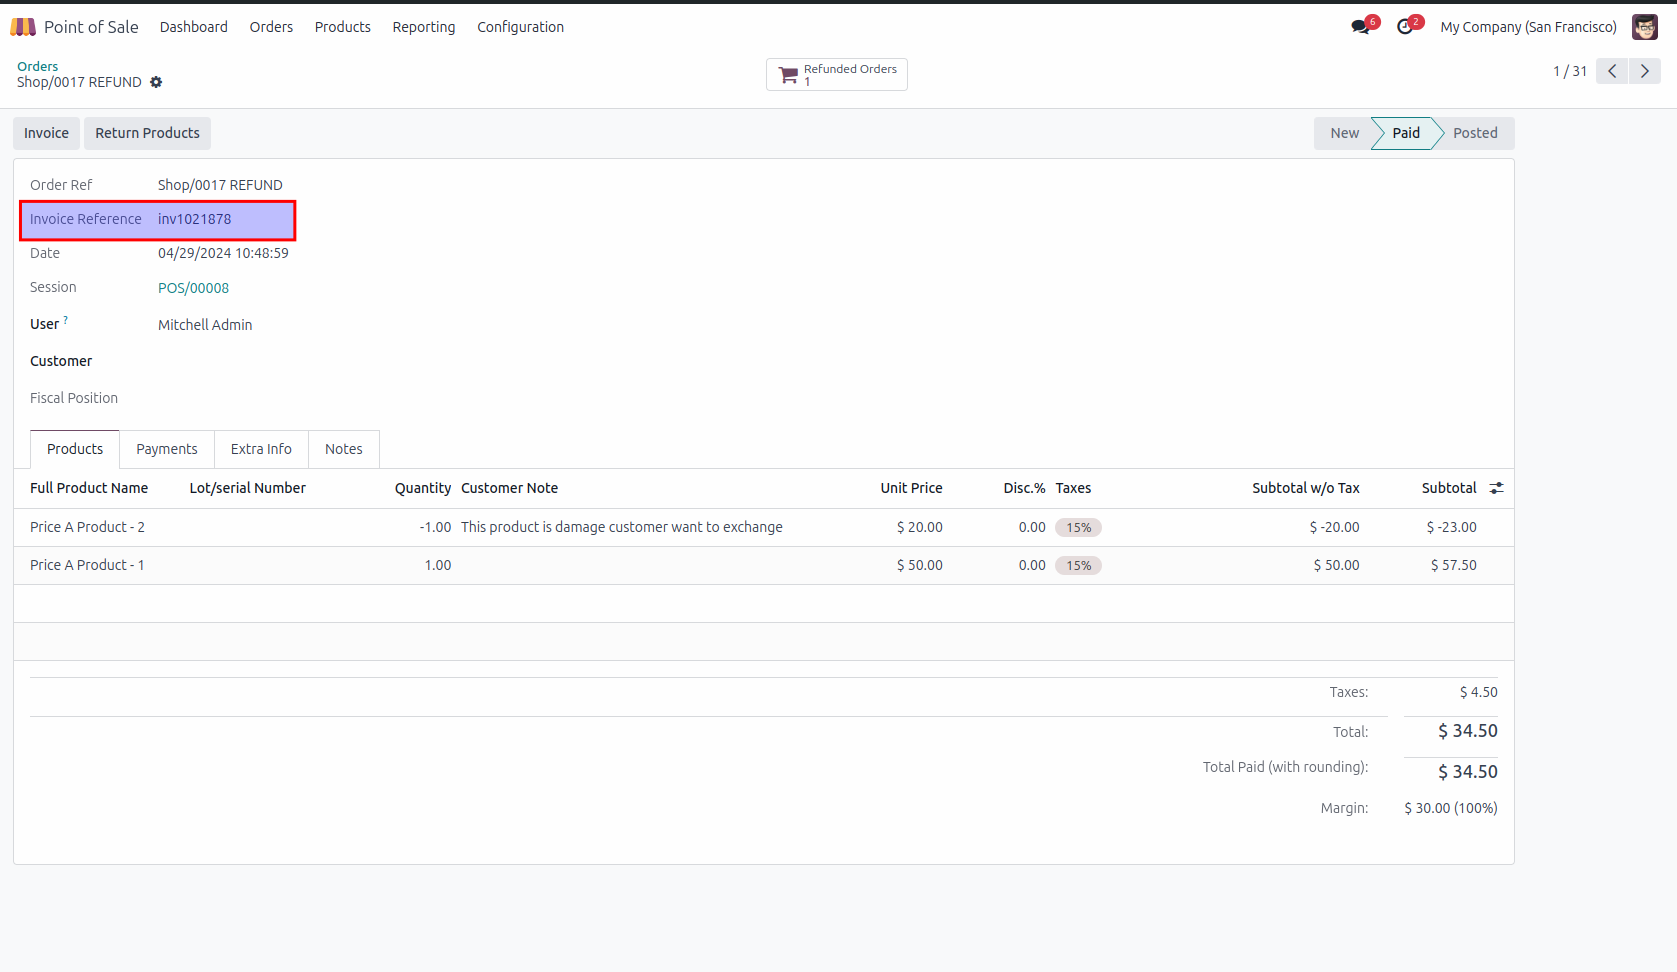 Point of Sale Dashboard Orders Products Reporting Configuration 6 2 My Company (San Francisco)
Orders
Shop/0017 REFUND
Refunded Orders
1
1 / 31
Invoice Return Products New Paid Posted
Order Ref Shop/0017 REFUND
Invoice Reference inv1021878
Date 04/29/2024 10:48:59
Session POS/00008
User ? Mitchell Admin
Customer
Fiscal Position
Products Payments Extra Info Notes
Full Product Name Lot/serial Number Quantity Customer Note Unit Price Disc.% Taxes Subtotal w/o Tax Subtotal
Price A Product - 2 -1.00 This product is damage customer want to exchange $ 20.00 0.00 15% $ -20.00 $ -23.00
Price A Product - 1 1.00 $ 50.00 0.00 15% $ 50.00 $ 57.50
Taxes: $ 4.50
Total: $ 34.50
Total Paid (with rounding): $ 34.50
Margin: $ 30.00 (100%)